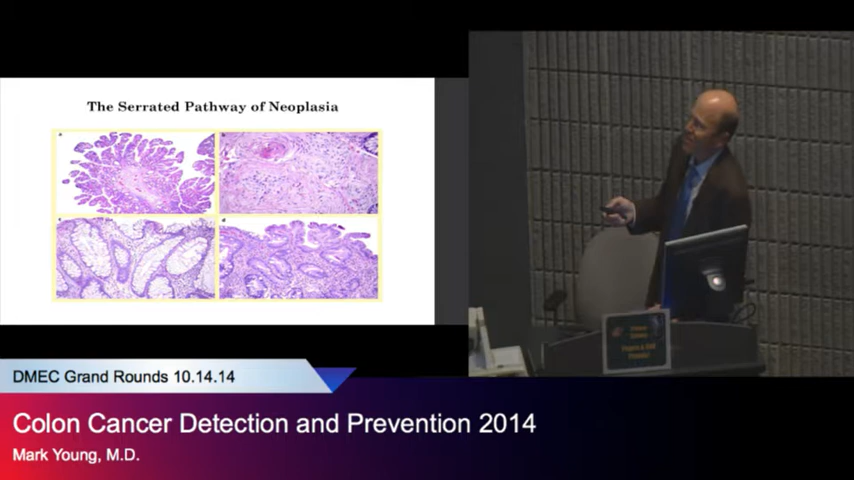 The Serrated Pathway of Neoplasia
DMEC Grand Rounds 10.14.14
Colon Cancer Detection and Prevention 2014
Mark Young, M.D.